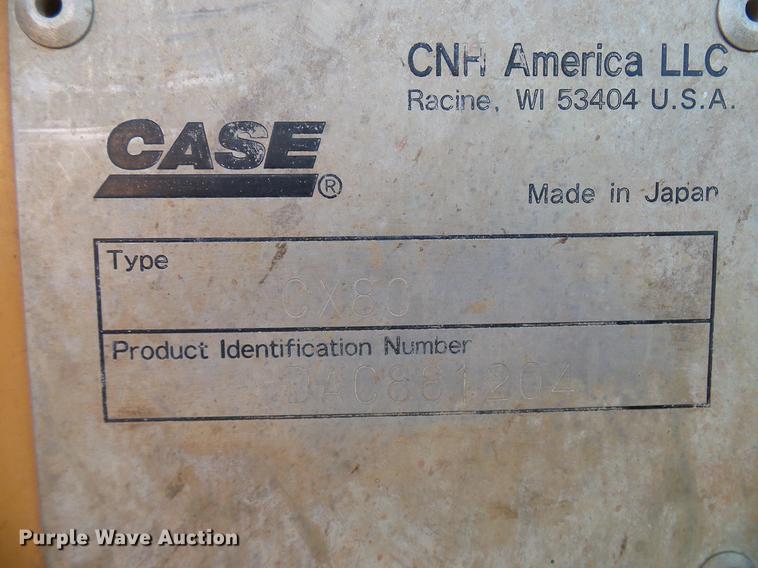 CNH America LLC
Racine, WI 53404 U.S.A.
CASE®
Made in Japan
Type
CX80
Product Identification Number
DAC881204
Purple Wave Auction